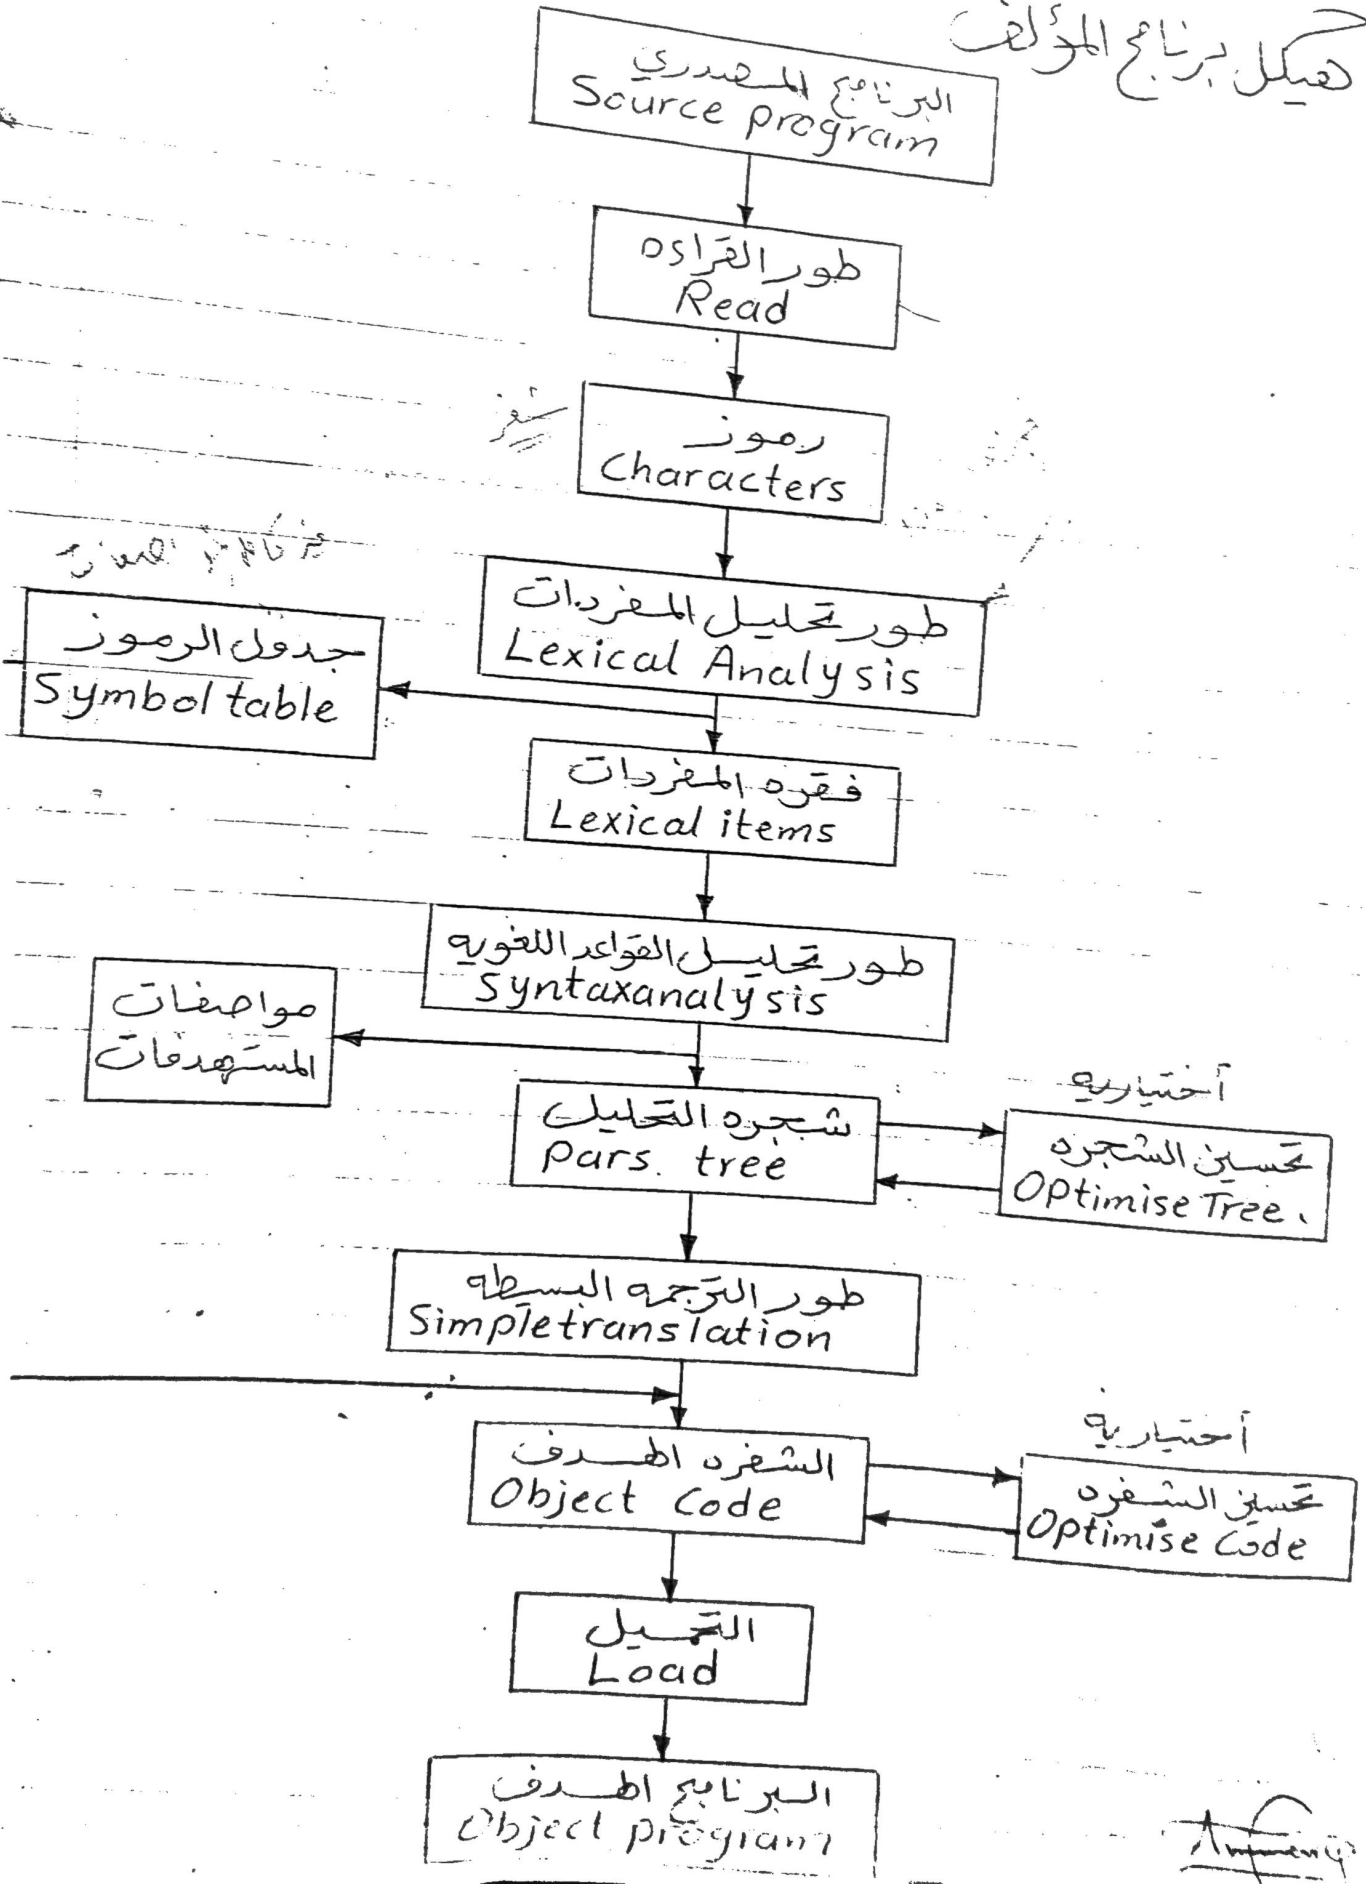 هيكل برنامج المؤلف
البرنامج المصدري
Source program
طور القراءه
Read
رموز
Characters
طور تحليل المفردات
Lexical Analysis
جدول الرموز
Symbol table
فقره المفردات
Lexical items
طور تحليل القواعد اللغويه
Syntaxanalysis
مواصفات
المستهدفات
شجره التحليل
Pars. tree
أختياريه
تحسين الشجره
Optimise Tree.
طور الترجمه البسيطه
Simple translation
الشفره الهدف
Object Code
أختيارية
تحسين الشفره
Optimise Code
التحميل
Load
البرنامج الهدف
Object program